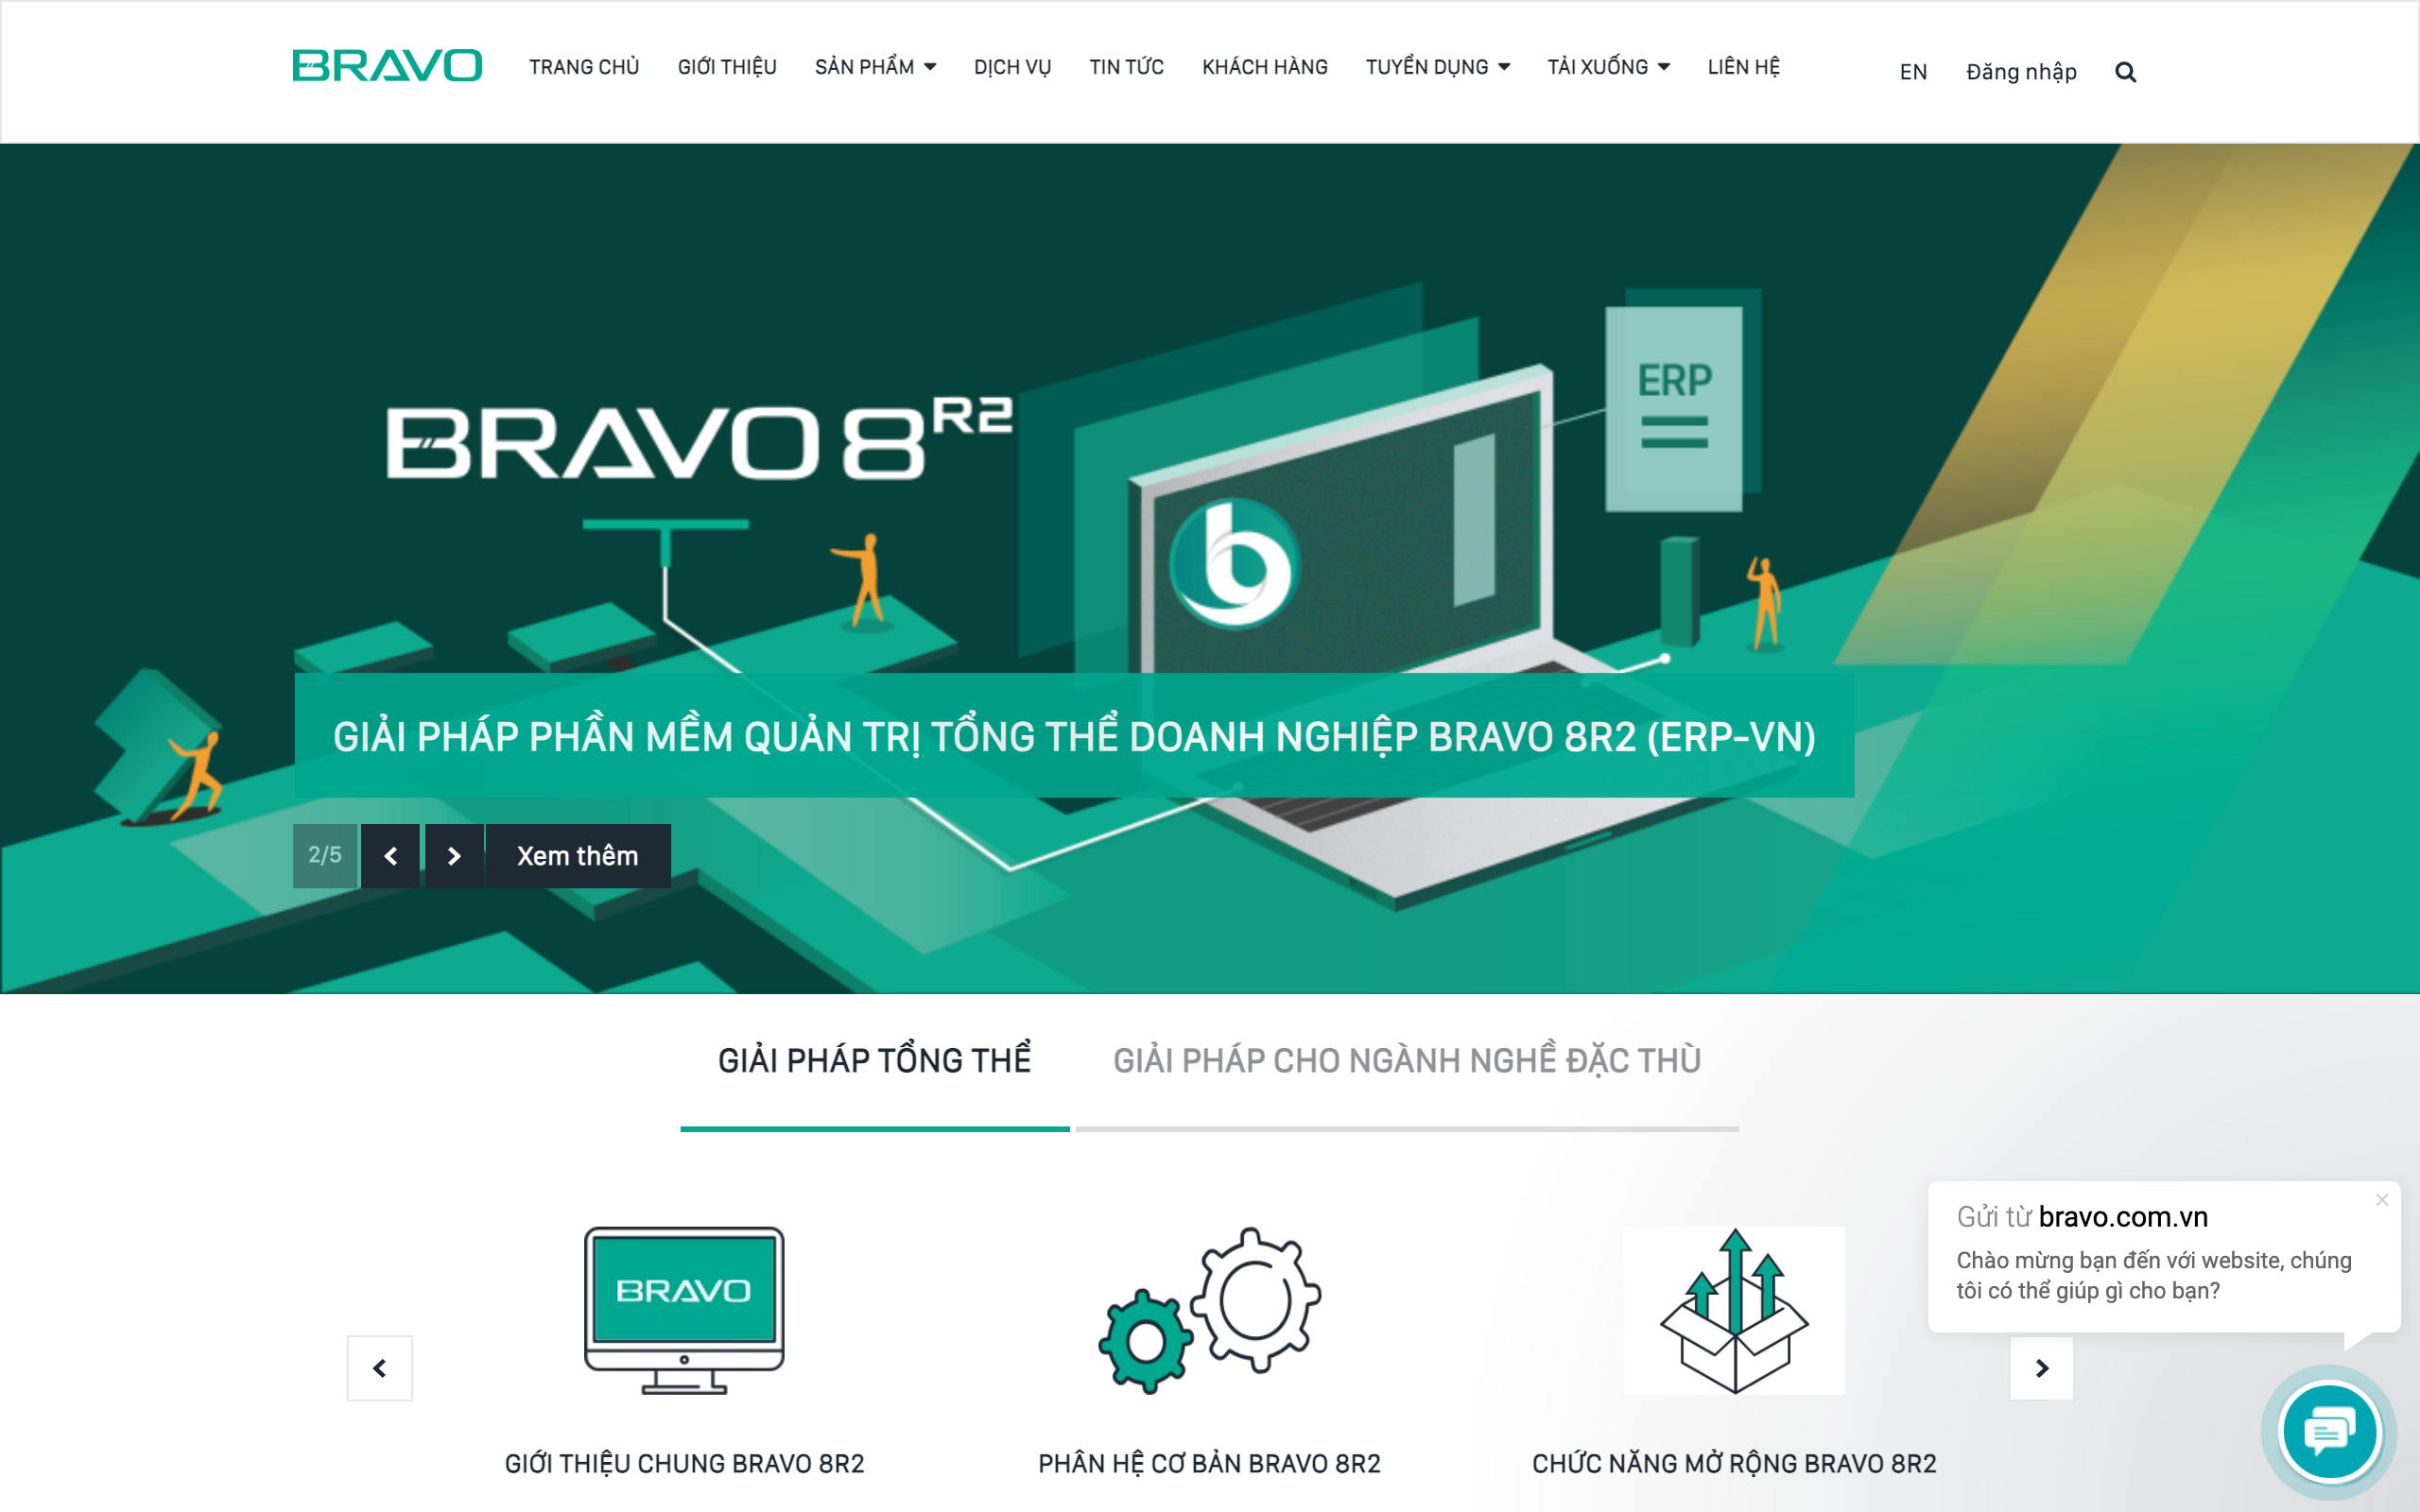 BRAVO
TRANG CHỦ
GIỚI THIỆU
SẢN PHẨM
DỊCH VỤ
TIN TỨC
KHÁCH HÀNG
TUYỂN DỤNG
TẢI XUỐNG
LIÊN HỆ
EN
Đăng nhập
BRAVO 8R2
ERP
b
GIẢI PHÁP PHẦN MỀM QUẢN TRỊ TỔNG THỂ DOANH NGHIỆP BRAVO 8R2 (ERP-VN)
2/5
Xem thêm
GIẢI PHÁP TỔNG THỂ
GIẢI PHÁP CHO NGÀNH NGHỀ ĐẶC THÙ
BRAVO
GIỚI THIỆU CHUNG BRAVO 8R2
PHÂN HỆ CƠ BẢN BRAVO 8R2
CHỨC NĂNG MỞ RỘNG BRAVO 8R2
Gửi từ bravo.com.vn
Chào mừng bạn đến với website, chúng
tôi có thể giúp gì cho bạn?